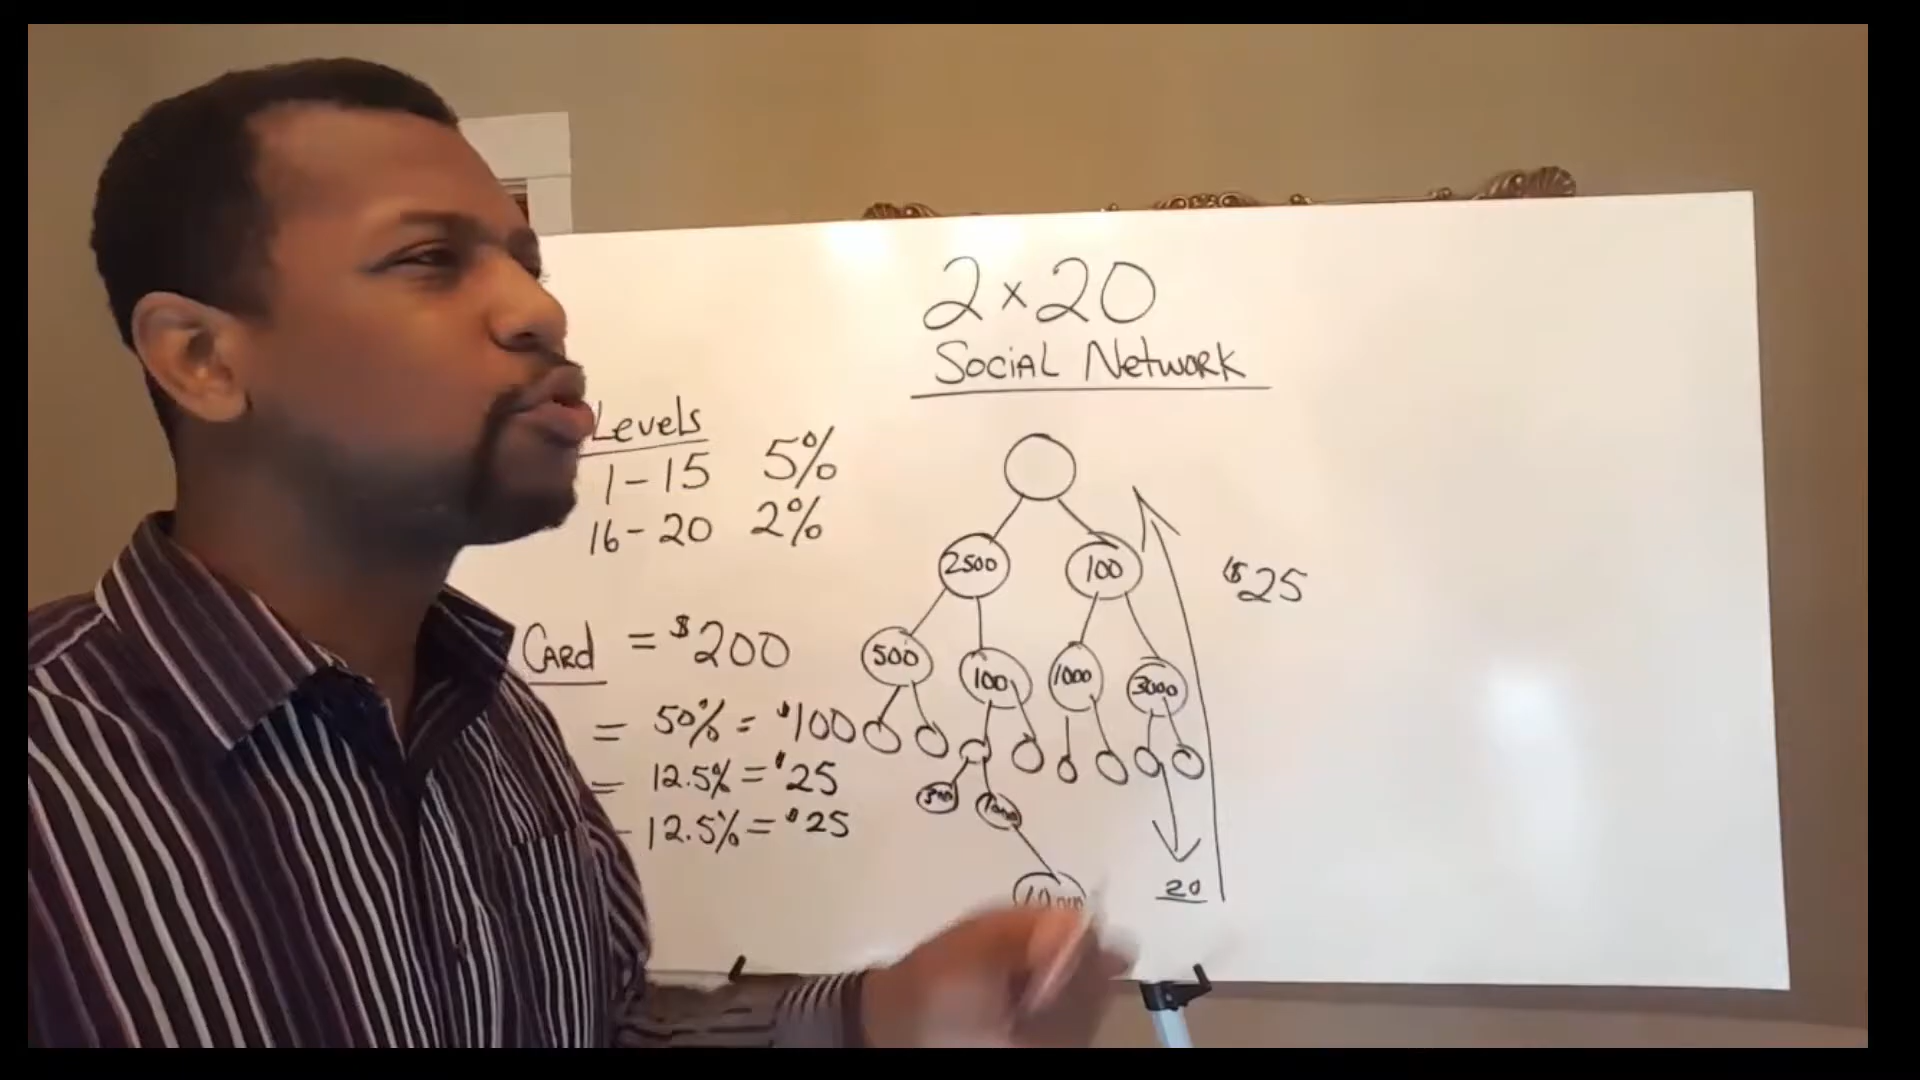 2 x 20
Social Network
Levels
1-15 5%
16-20 2%
Card = $200
= 50% = $100
= 12.5% = $25
- 12.5% = $25
2500 100
500 100 1000 3000
$25
20